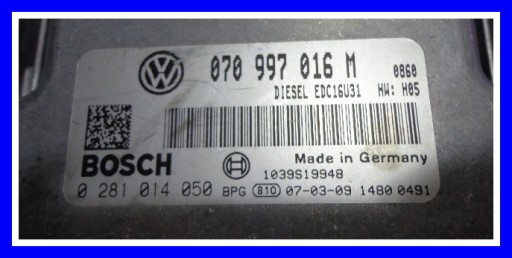 070 997 016 M 0860
DIESEL EDC16U31 HW: H05
BOSCH
Made in Germany
1039S19948
0 281 014 050 BPG 810 07-03-09 1480 0491